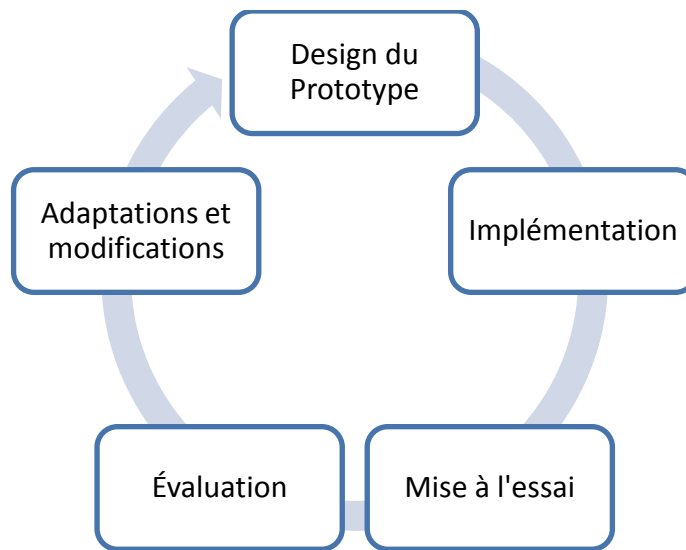 Design du
Prototype
Implémentation
Mise à l'essai
Évaluation
Adaptations et
modifications